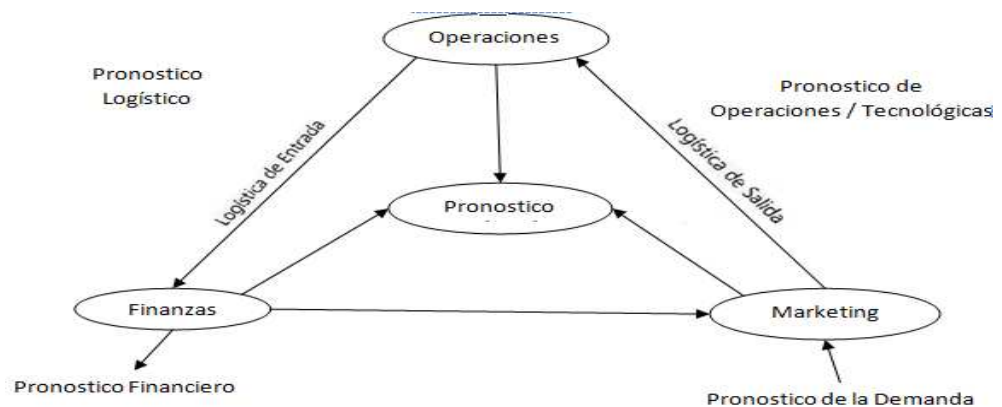 Operaciones
Pronostico
Logístico
Pronostico de
Operaciones / Tecnológicas
Logística de Entrada
Logística de Salida
Pronostico
Finanzas
Marketing
Pronostico Financiero
Pronostico de la Demanda